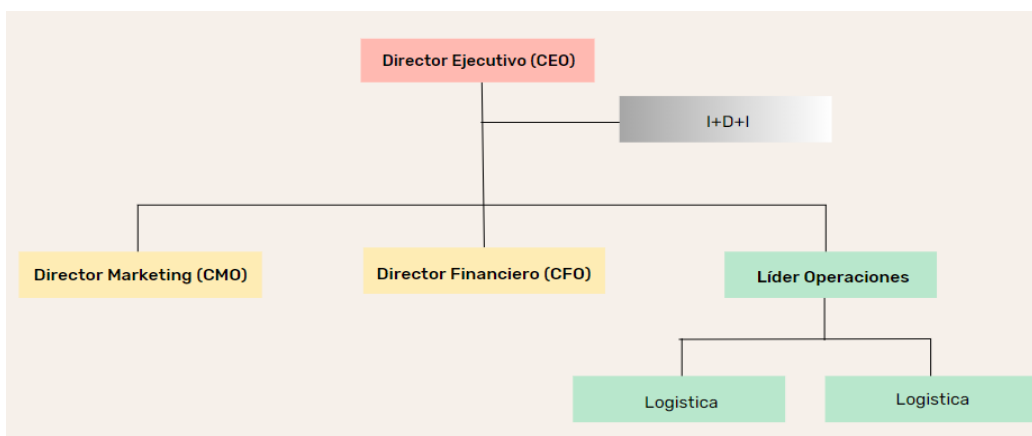 Director Ejecutivo (CEO)
I+D+I
Director Marketing (CMO)
Director Financiero (CFO)
Líder Operaciones
Logistica
Logistica